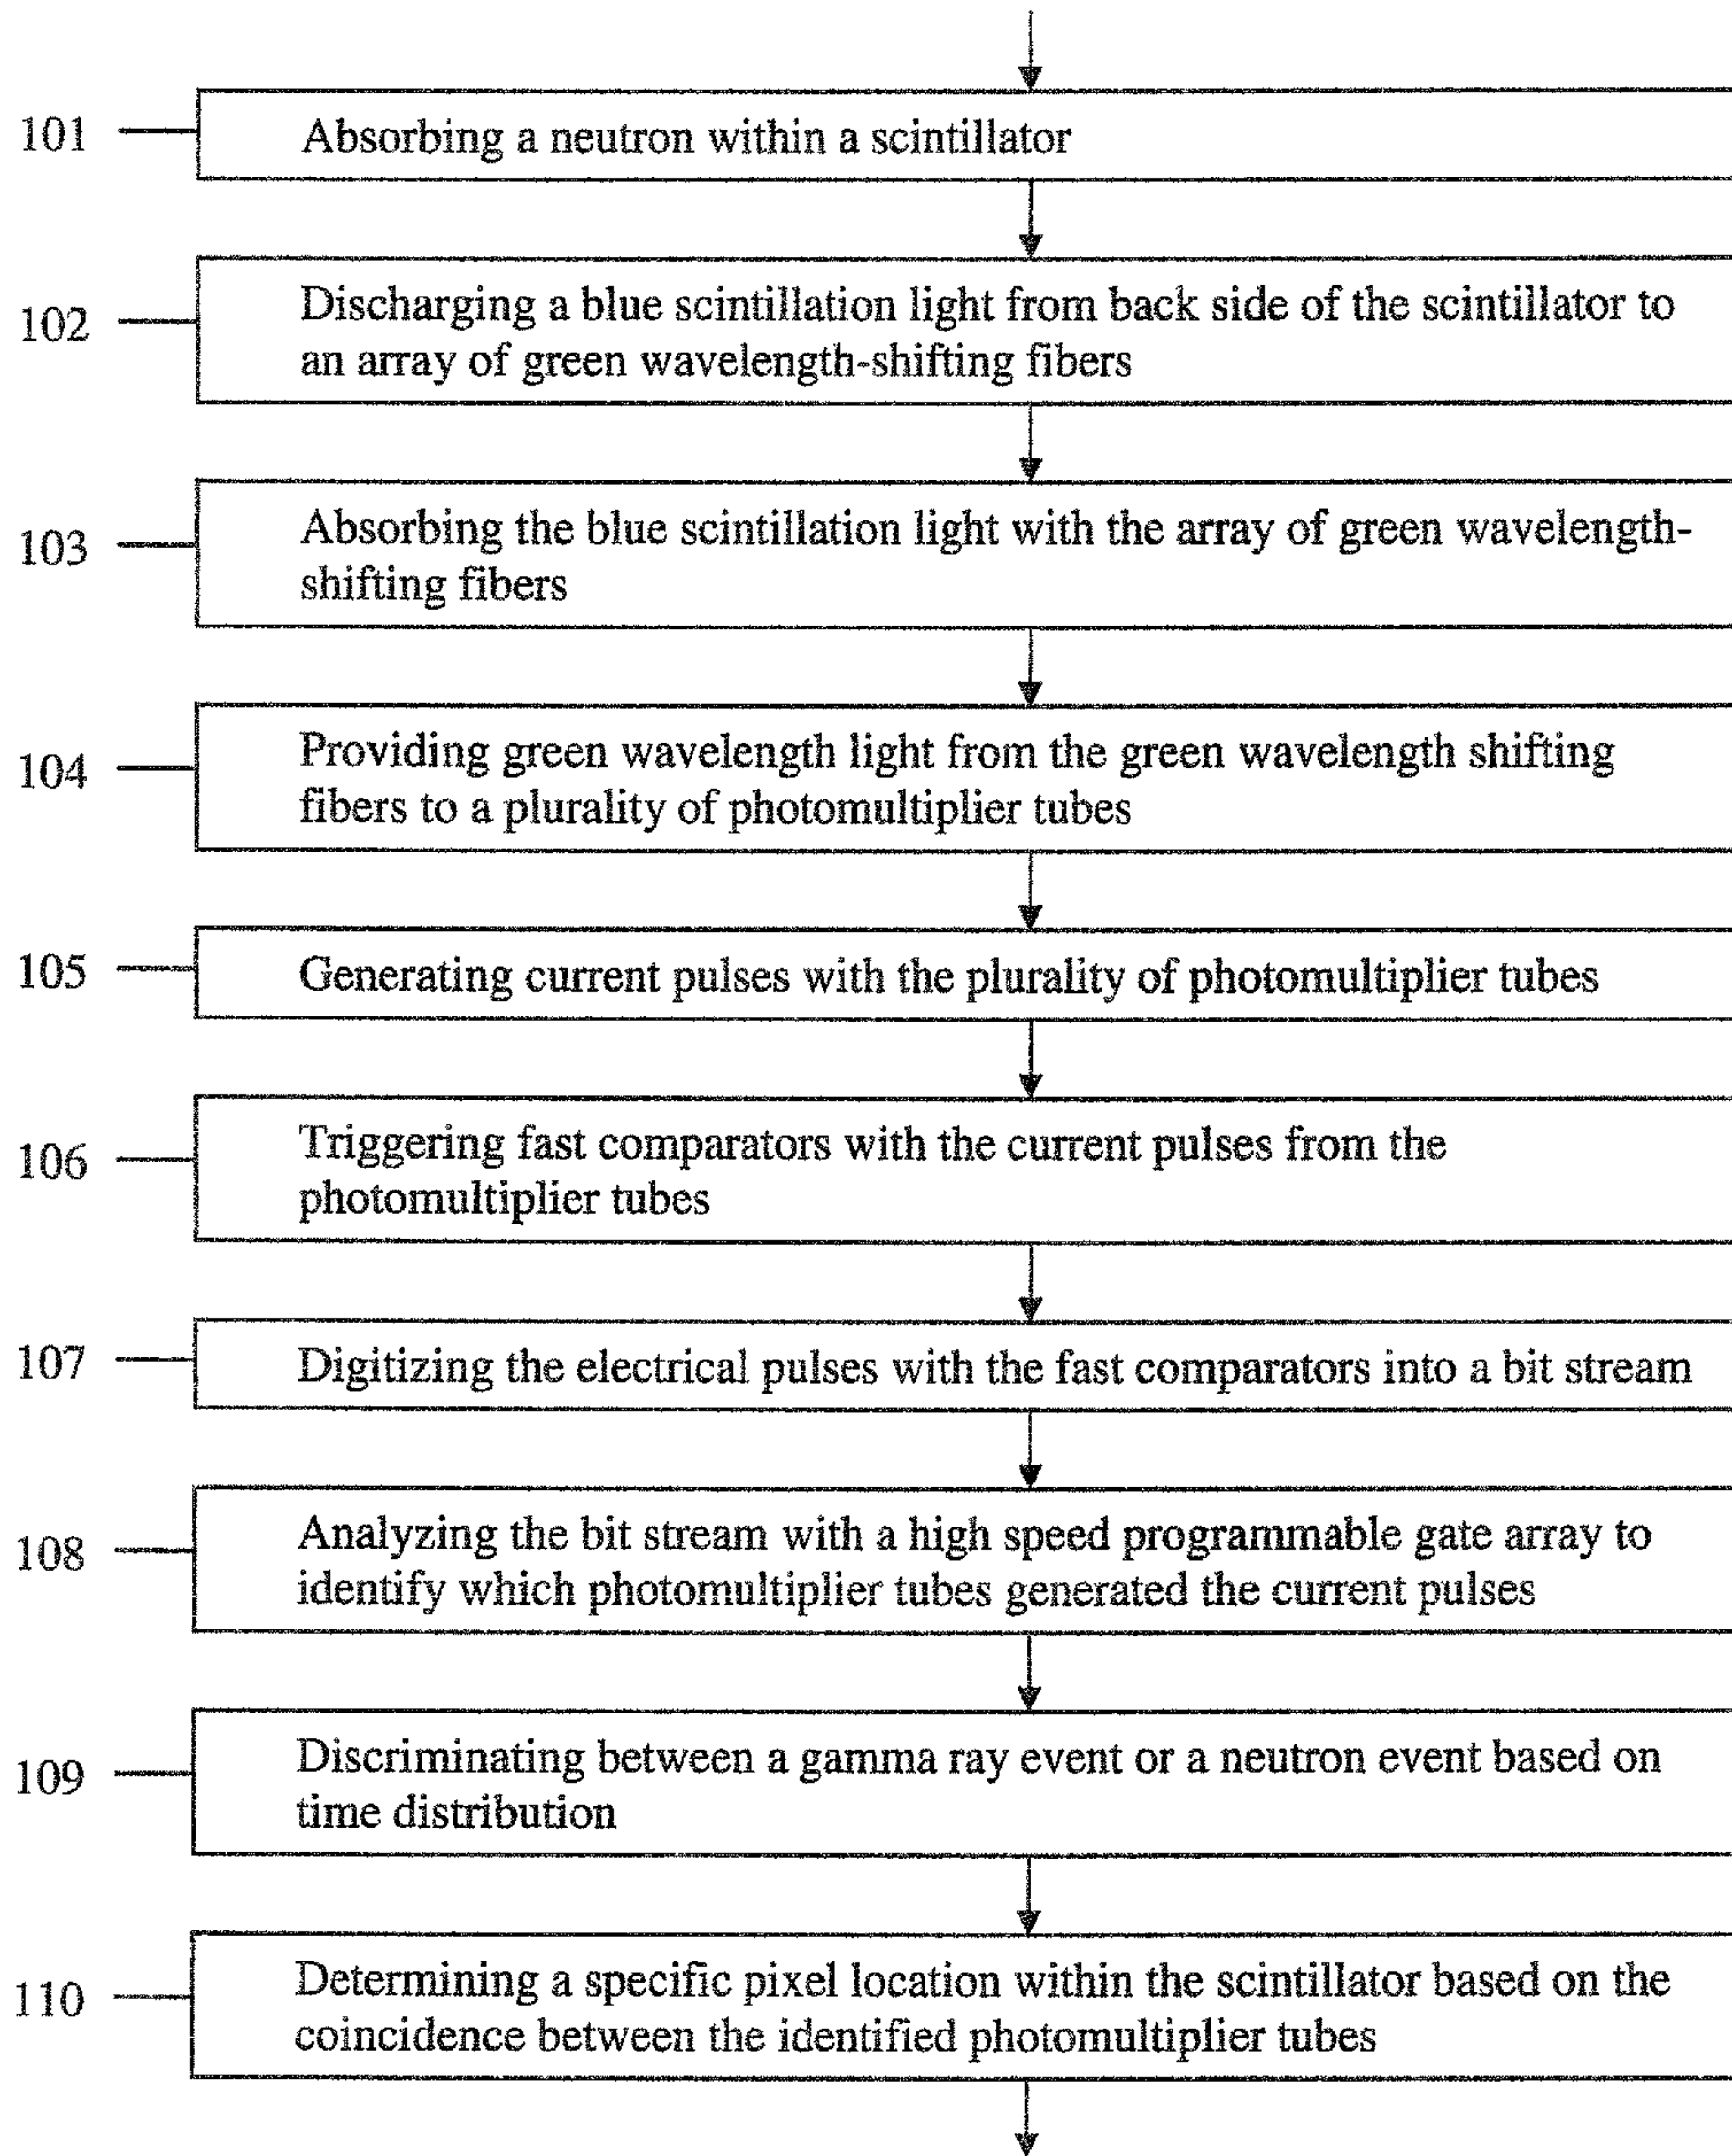 101 Absorbing a neutron within a scintillator
102 Discharging a blue scintillation light from back side of the scintillator to
an array of green wavelength-shifting fibers
103 Absorbing the blue scintillation light with the array of green wavelength-
shifting fibers
104 Providing green wavelength light from the green wavelength shifting
fibers to a plurality of photomultiplier tubes
105 Generating current pulses with the plurality of photomultiplier tubes
106 Triggering fast comparators with the current pulses from the
photomultiplier tubes
107 Digitizing the electrical pulses with the fast comparators into a bit stream
108 Analyzing the bit stream with a high speed programmable gate array to
identify which photomultiplier tubes generated the current pulses
109 Discriminating between a gamma ray event or a neutron event based on
time distribution
110 Determining a specific pixel location within the scintillator based on the
coincidence between the identified photomultiplier tubes